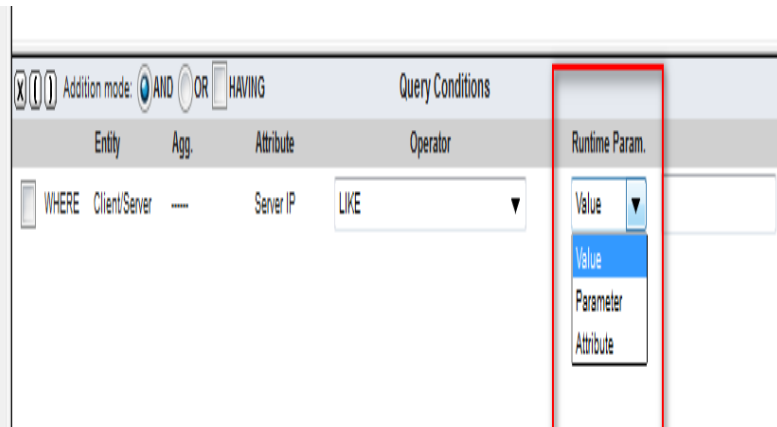 X ( ) Addition mode: AND OR HAVING Query Conditions
Entity Agg. Attribute Operator Runtime Param.
WHERE Client/Server ----- Server IP LIKE Value
Value
Parameter
Attribute